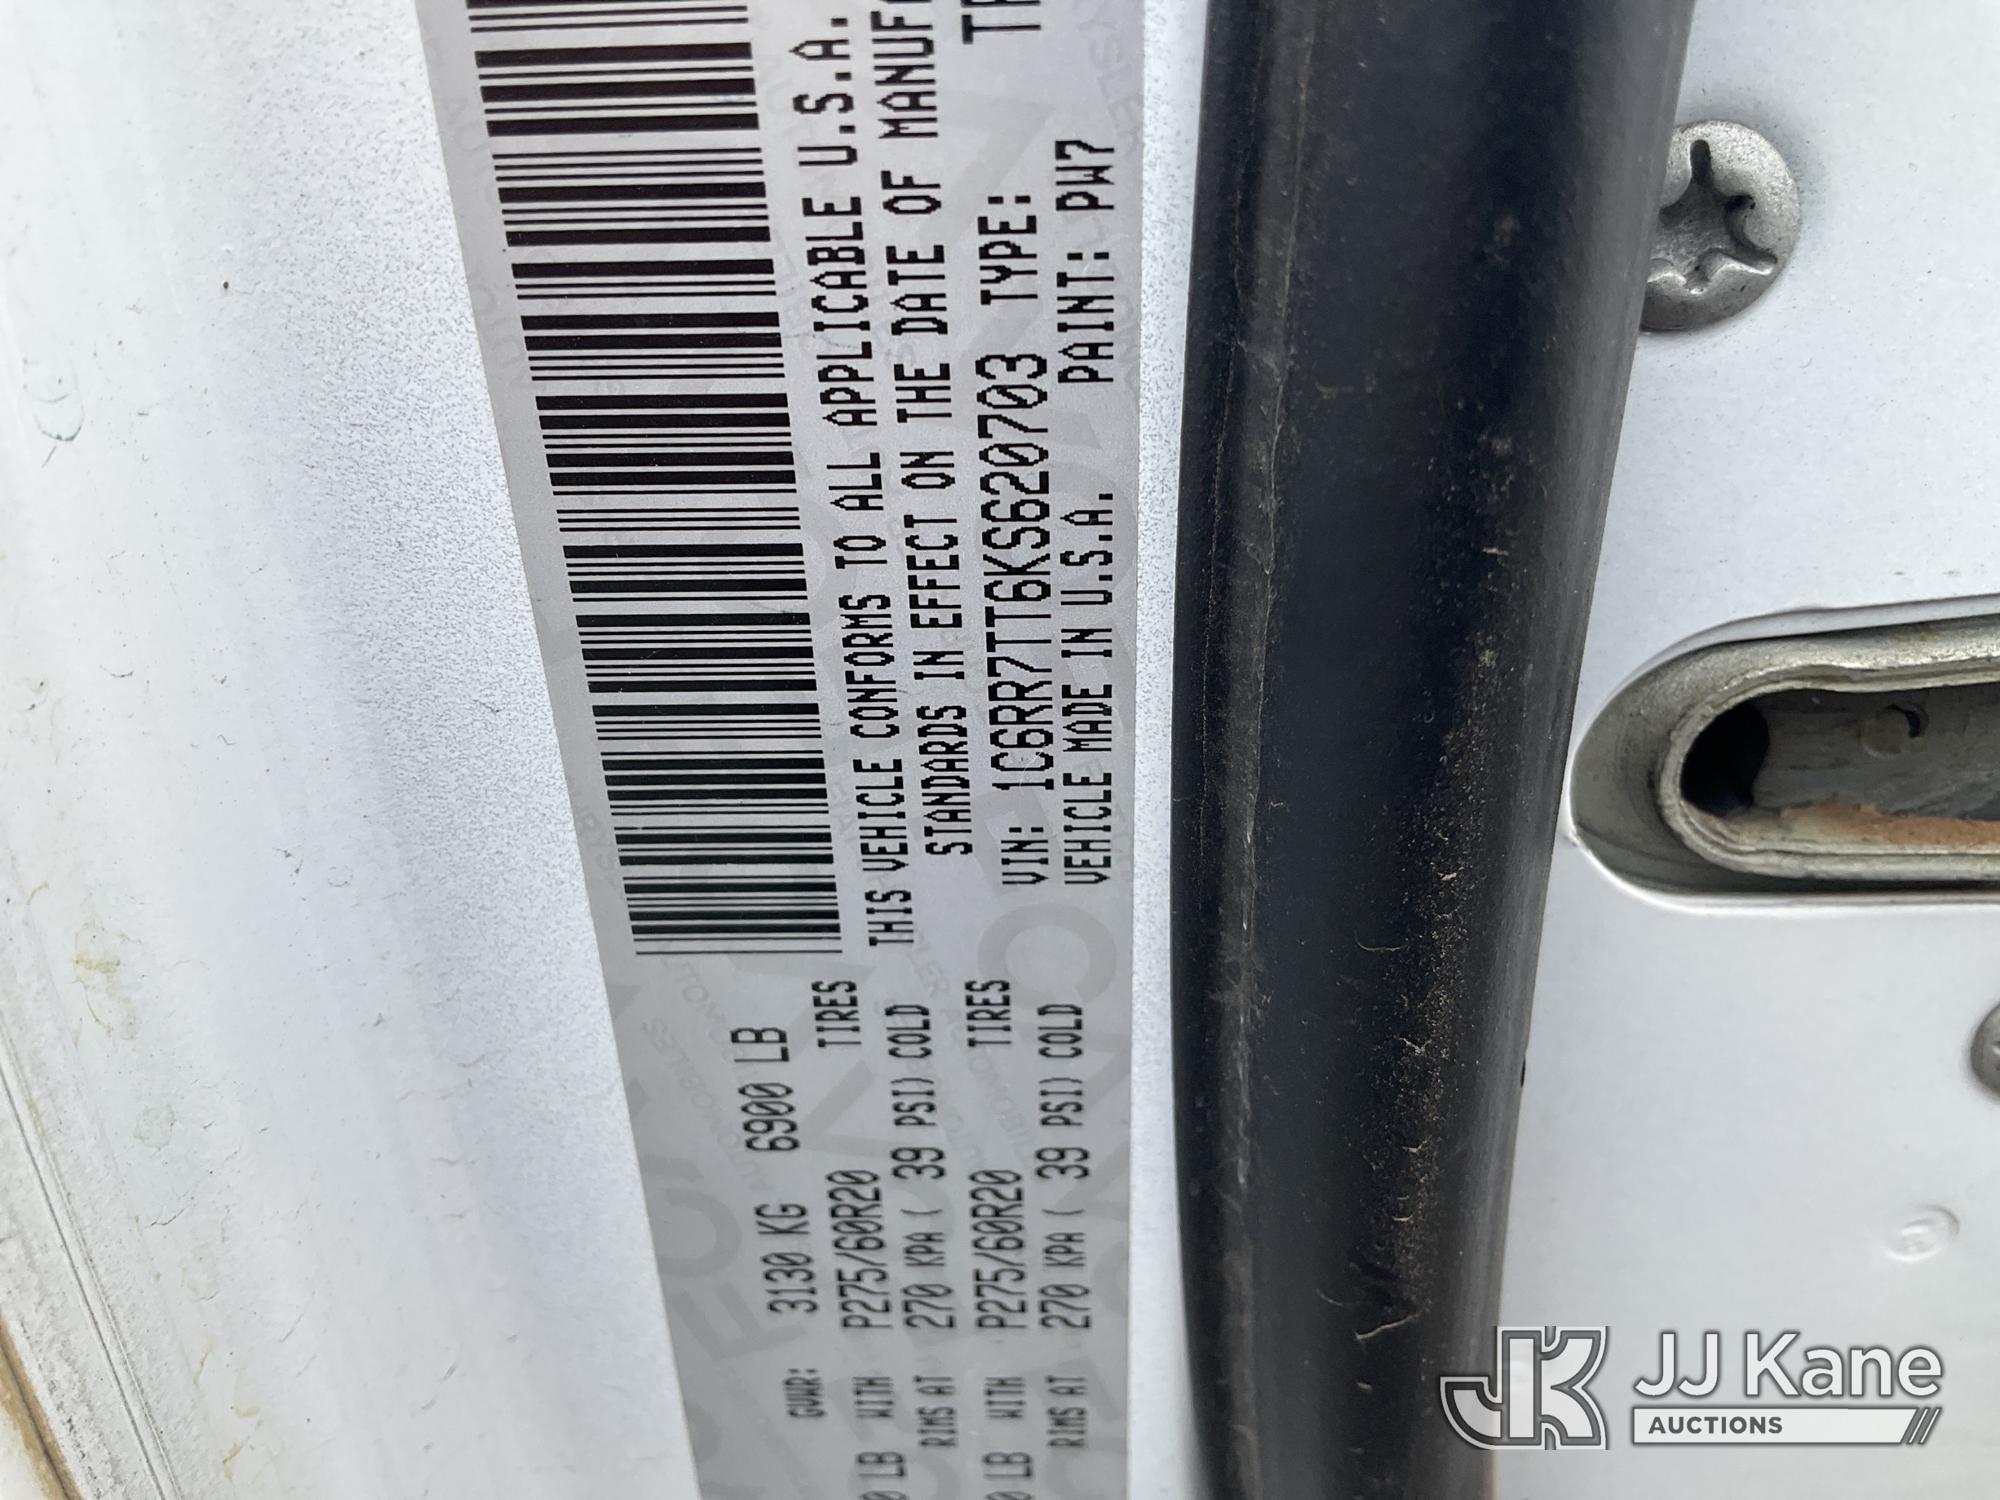 GVWR: 3130 KG 6900 LB
WITH P275/60R20 TIRES
RIMS AT 270 KPA ( 39 PSI) COLD
LB WITH P275/60R20 TIRES
RIMS AT 270 KPA ( 39 PSI) COLD
THIS VEHICLE CONFORMS TO ALL APPLICABLE U.S.A.
STANDARDS IN EFFECT ON THE DATE OF MANUF
VIN: 1C6RR7TT6KS620703 TYPE:
VEHICLE MADE IN U.S.A. PAINT: PW7
JJ Kane
AUCTIONS